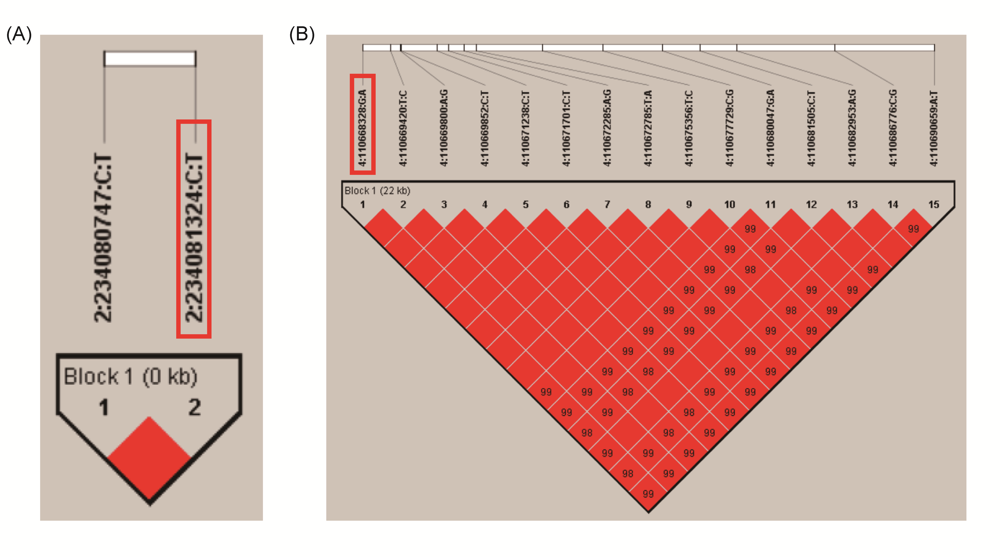 (A)
2:234080747:C:T
2:234081324:C:T
Block 1 (0 kb)
1 2
(B)
4:110668328:G:A
4:110669420:T:C
4:110669800:A:G
4:110669852:C:T
4:110671238:C:T
4:110671701:C:T
4:110672285:A:G
4:110672785:T:A
4:110675356:T:C
4:110677729:C:G
4:110680047:G:A
4:110681505:C:T
4:110682953:A:G
4:110686776:C:G
4:110690659:A:T
Block 1 (22 kb)
1 2 3 4 5 6 7 8 9 10 11 12 13 14 15
99 99
99 99
99 98 99
99 99 99 99
99 99 98 99
99 99 99 99
99 99 99 99
99 98 99 99
99 99 98 99 99
99 99 98 99
98 98 99
99 99 99
98 99
99